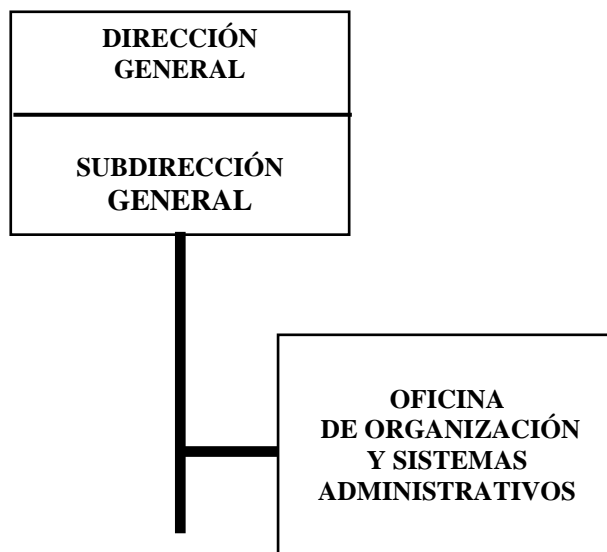 DIRECCIÓN
GENERAL
SUBDIRECCIÓN
GENERAL
OFICINA
DE ORGANIZACIÓN
Y SISTEMAS
ADMINISTRATIVOS